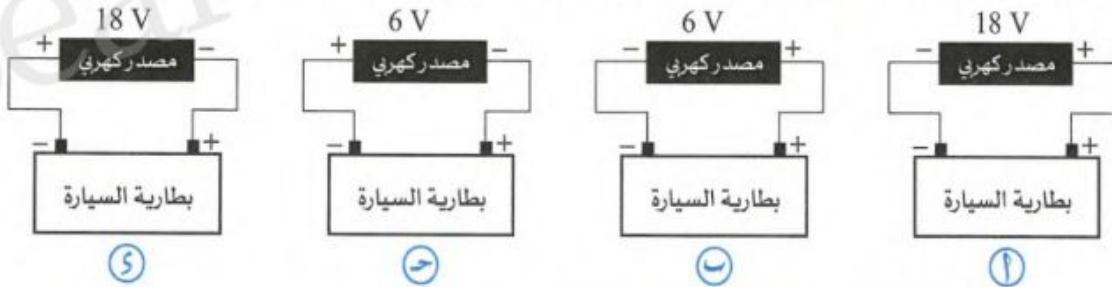 18 V 6 V 6 V 18 V
+ مصدر كهربي - + مصدر كهربي - - مصدر كهربي + - مصدر كهربي +
- + - + - + - +
بطارية السيارة بطارية السيارة بطارية السيارة بطارية السيارة
أ ب جـ د